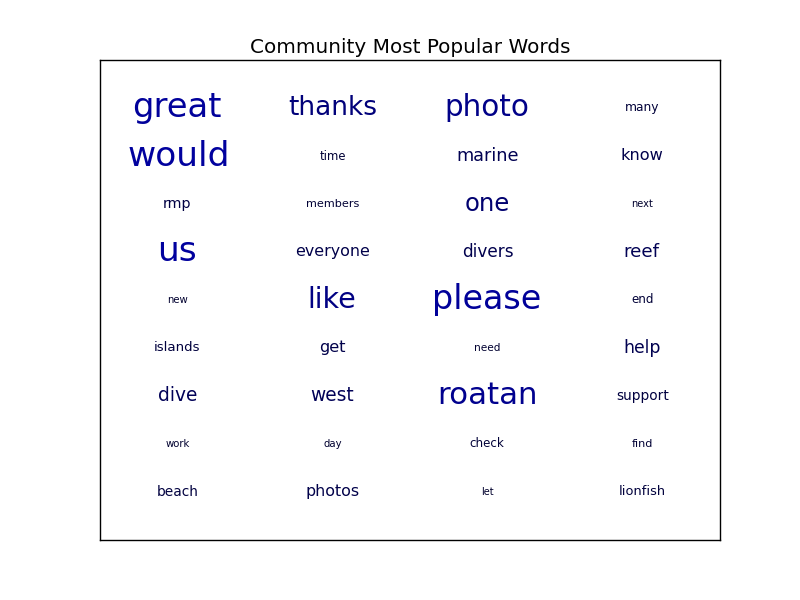 Community Most Popular Words
great thanks photo many
would time marine know
rmp members one next
us everyone divers reef
new like please end
islands get need help
dive west roatan support
work day check find
beach photos let lionfish